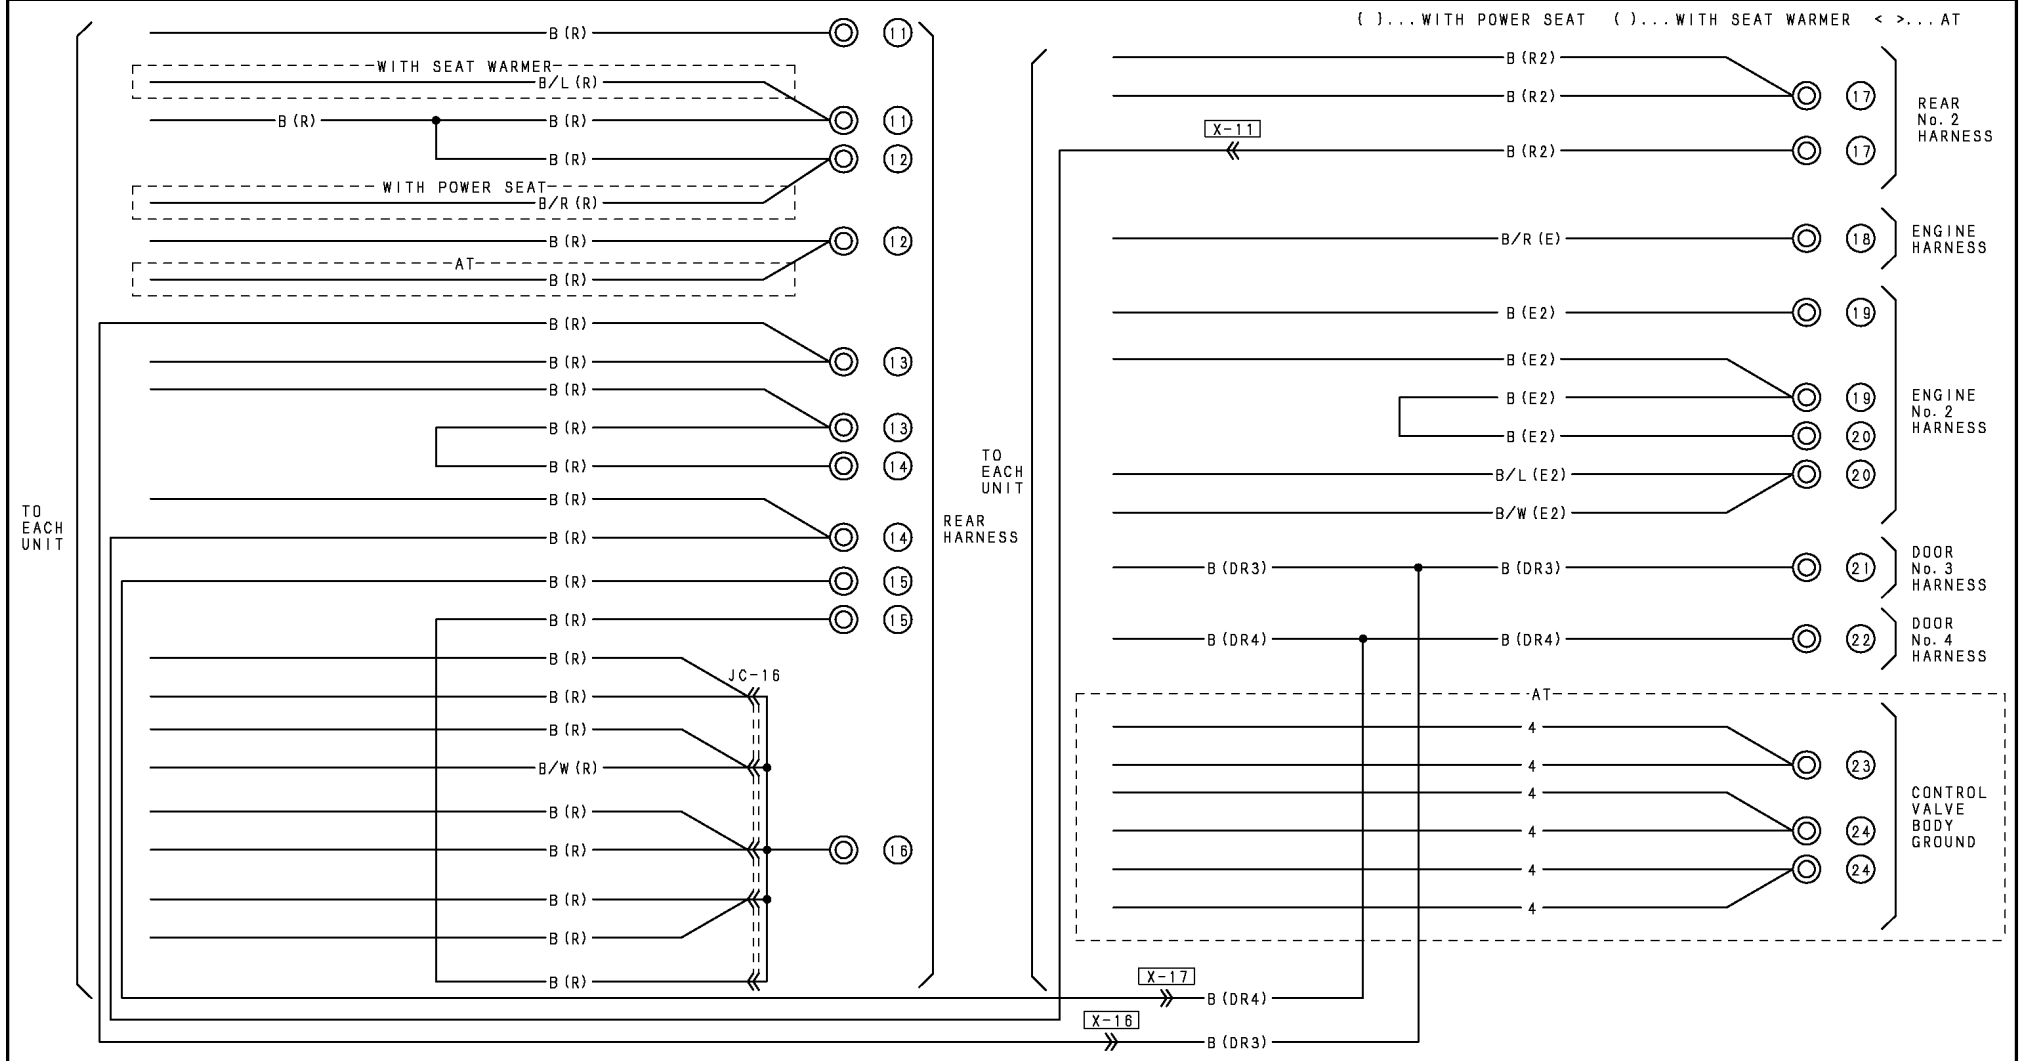 { }...WITH POWER SEAT ( )...WITH SEAT WARMER < >...AT
B(R) 11
WITH SEAT WARMER
B/L(R)
B(R) B(R) 11
B(R) 12
WITH POWER SEAT
B/R(R)
B(R) 12
AT
B(R)
B(R)
B(R) 13
B(R)
B(R) 13
B(R) 14
B(R)
B(R) 14
B(R) 15
B(R) 15
B(R)
JC-16
B(R)
B(R)
B/W(R)
B(R)
B(R) 16
B(R)
B(R)
B(R)
TO
EACH
UNIT
REAR
HARNESS
TO
EACH
UNIT
B(R2)
B(R2) 17
X-11
B(R2) 17
REAR
No.2
HARNESS
B/R(E) 18
ENGINE
HARNESS
B(E2) 19
B(E2)
B(E2) 19
B(E2) 20
B/L(E2) 20
B/W(E2)
ENGINE
No.2
HARNESS
B(DR3) B(DR3) 21
DOOR
No.3
HARNESS
B(DR4) B(DR4) 22
DOOR
No.4
HARNESS
AT
4
4 23
4
4 24
4 24
4
CONTROL
VALVE
BODY
GROUND
X-17
B(DR4)
X-16
B(DR3)